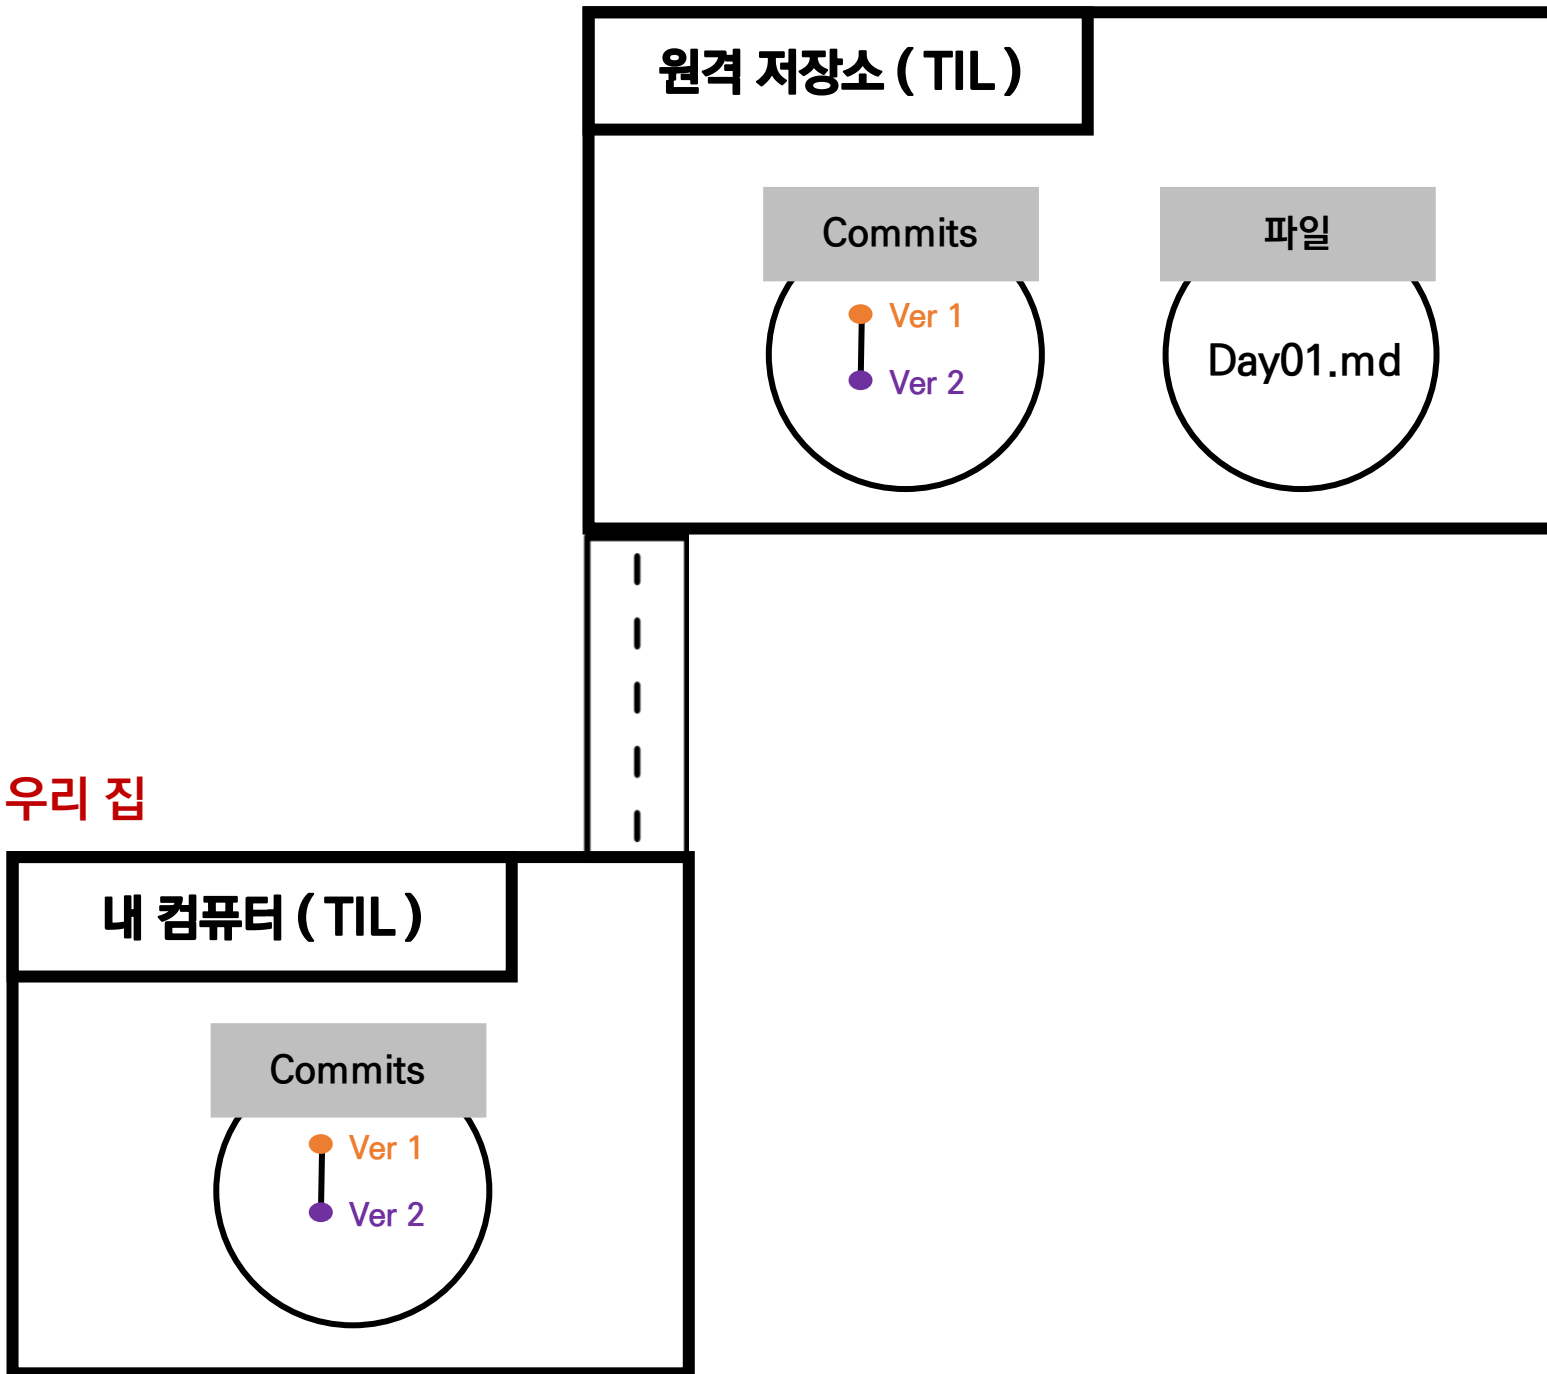 원격 저장소 ( TIL )
Commits
파일
Ver 1
Ver 2
Day01.md
우리 집
내 컴퓨터 ( TIL )
Commits
Ver 1
Ver 2